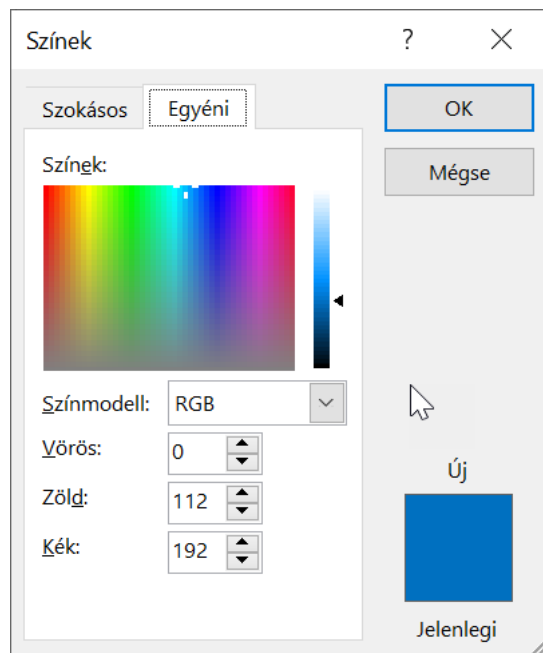 Színek
?
Szokásos
Egyéni
OK
Mégse
Színek:
Színmodell:
RGB
Vörös:
0
Zöld:
112
Kék:
192
Új
Jelenlegi